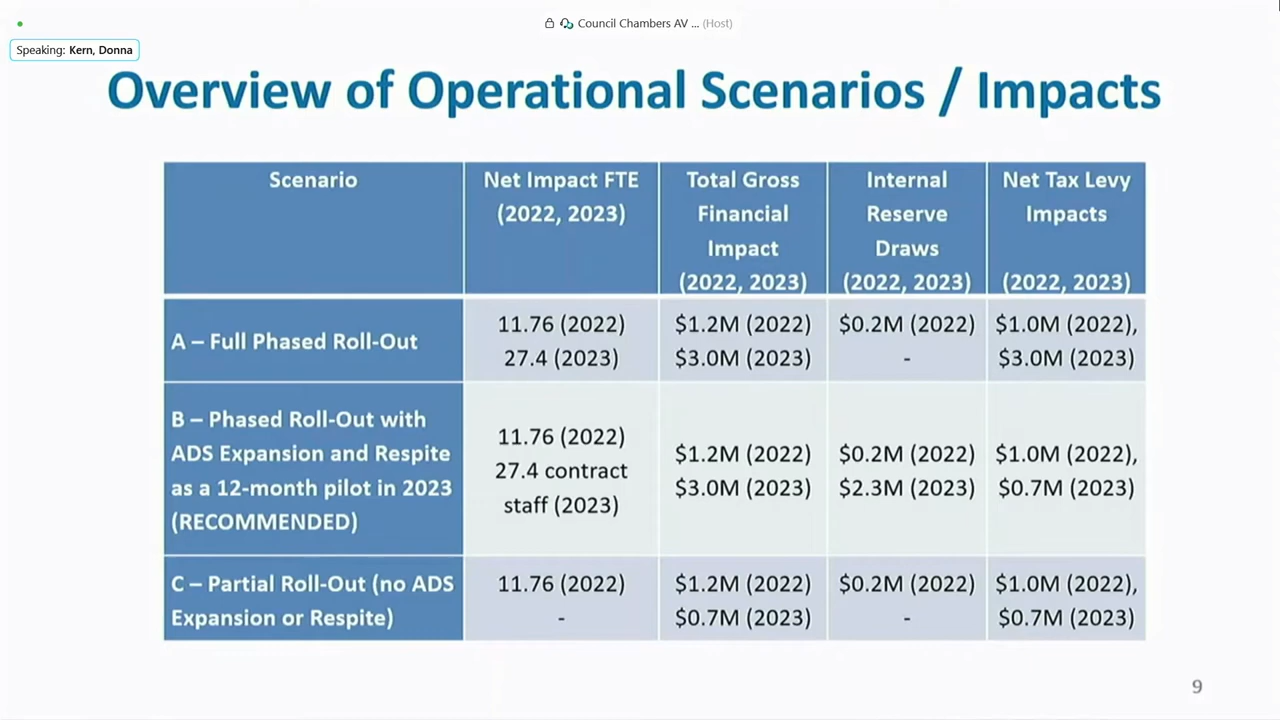 Council Chambers AV ... (Host)
Speaking: Kern, Donna
Overview of Operational Scenarios / Impacts
Scenario
Net Impact FTE
(2022, 2023)
Total Gross
Financial
Impact
(2022, 2023)
Internal
Reserve
Draws
(2022, 2023)
Net Tax Levy
Impacts
(2022, 2023)
A – Full Phased Roll-Out
11.76 (2022)
27.4 (2023)
$1.2M (2022)
$3.0M (2023)
$0.2M (2022)
-
$1.0M (2022),
$3.0M (2023)
B – Phased Roll-Out with
ADS Expansion and Respite
as a 12-month pilot in 2023
(RECOMMENDED)
11.76 (2022)
27.4 contract
staff (2023)
$1.2M (2022)
$3.0M (2023)
$0.2M (2022)
$2.3M (2023)
$1.0M (2022),
$0.7M (2023)
C – Partial Roll-Out (no ADS
Expansion or Respite)
11.76 (2022)
-
$1.2M (2022)
$0.7M (2023)
$0.2M (2022)
-
$1.0M (2022),
$0.7M (2023)
9